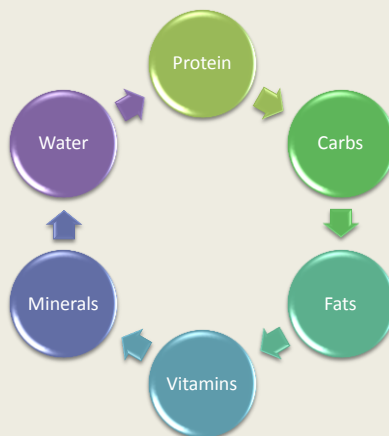 Protein
Carbs
Fats
Vitamins
Minerals
Water